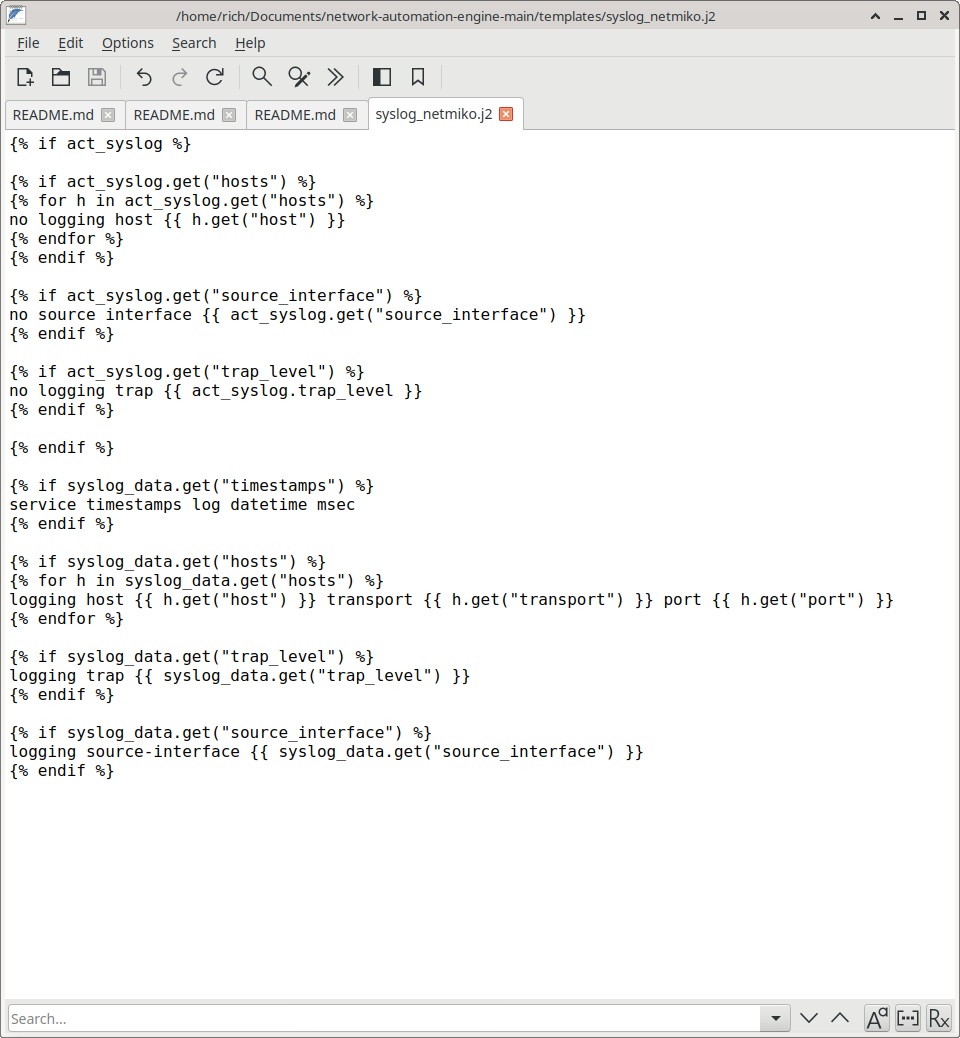 /home/rich/Documents/network-automation-engine-main/templates/syslog_netmiko.j2
File Edit Options Search Help
README.md README.md README.md syslog_netmiko.j2
{% if act_syslog %}
{% if act_syslog.get("hosts") %}
{% for h in act_syslog.get("hosts") %}
no logging host {{ h.get("host") }}
{% endfor %}
{% endif %}
{% if act_syslog.get("source_interface") %}
no source interface {{ act_syslog.get("source_interface") }}
{% endif %}
{% if act_syslog.get("trap_level") %}
no logging trap {{ act_syslog.trap_level }}
{% endif %}
{% endif %}
{% if syslog_data.get("timestamps") %}
service timestamps log datetime msec
{% endif %}
{% if syslog_data.get("hosts") %}
{% for h in syslog_data.get("hosts") %}
logging host {{ h.get("host") }} transport {{ h.get("transport") }} port {{ h.get("port") }}
{% endfor %}
{% if syslog_data.get("trap_level") %}
logging trap {{ syslog_data.get("trap_level") }}
{% endif %}
{% if syslog_data.get("source_interface") %}
logging source-interface {{ syslog_data.get("source_interface") }}
{% endif %}
Search... Aa [···] Rx